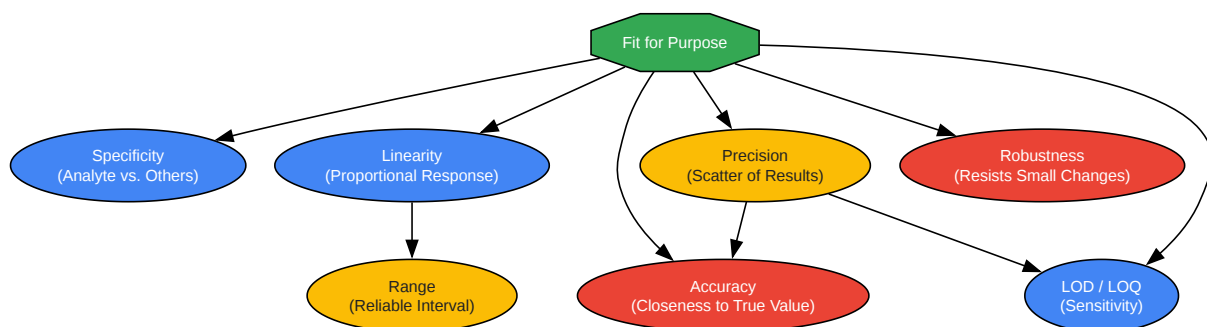 Fit for Purpose
Specificity
(Analyte vs. Others)
Linearity
(Proportional Response)
Precision
(Scatter of Results)
Robustness
(Resists Small Changes)
Range
(Reliable Interval)
Accuracy
(Closeness to True Value)
LOD / LOQ
(Sensitivity)